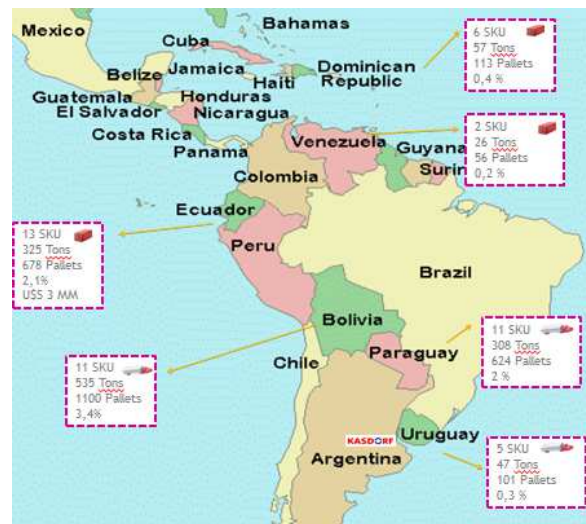 Mexico
Bahamas
Cuba
Jamaica
Belize
Haiti
Dominican
Republic
Guatemala
Honduras
El Salvador
Nicaragua
Costa Rica
Panama
Venezuela
Guyana
Surin
Colombia
Ecuador
Peru
Brazil
Bolivia
Chile
Paraguay
KASDORF
Uruguay
Argentina
6 SKU
57 Tons
113 Pallets
0,4 %
2 SKU
26 Tons
56 Pallets
0,2 %
13 SKU
325 Tons
678 Pallets
2,1%
U$S 3 MM
11 SKU
535 Tons
1100 Pallets
3,4%
11 SKU
308 Tons
624 Pallets
2 %
5 SKU
47 Tons
101 Pallets
0,3 %